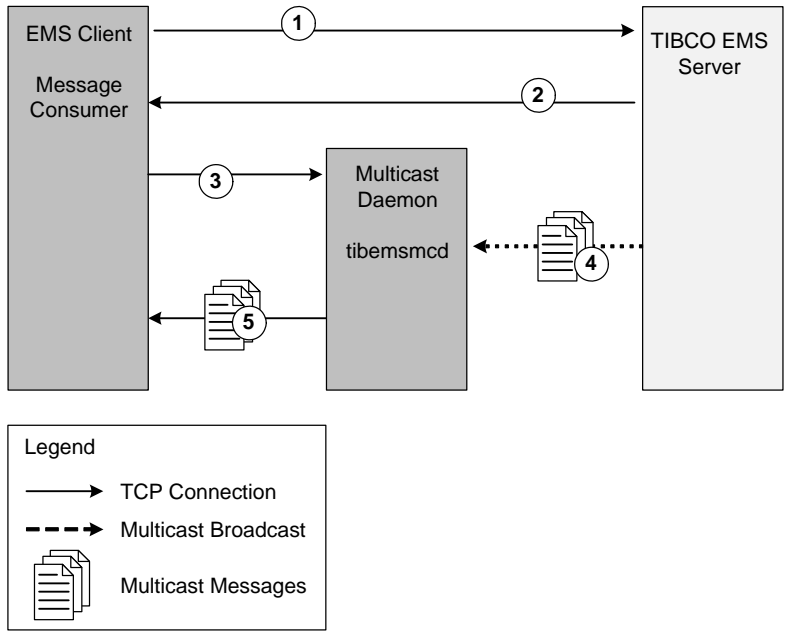 EMS Client
Message
Consumer
1
TIBCO EMS
Server
2
3
Multicast
Daemon
tibemsmcd
4
5
Legend
TCP Connection
Multicast Broadcast
Multicast Messages